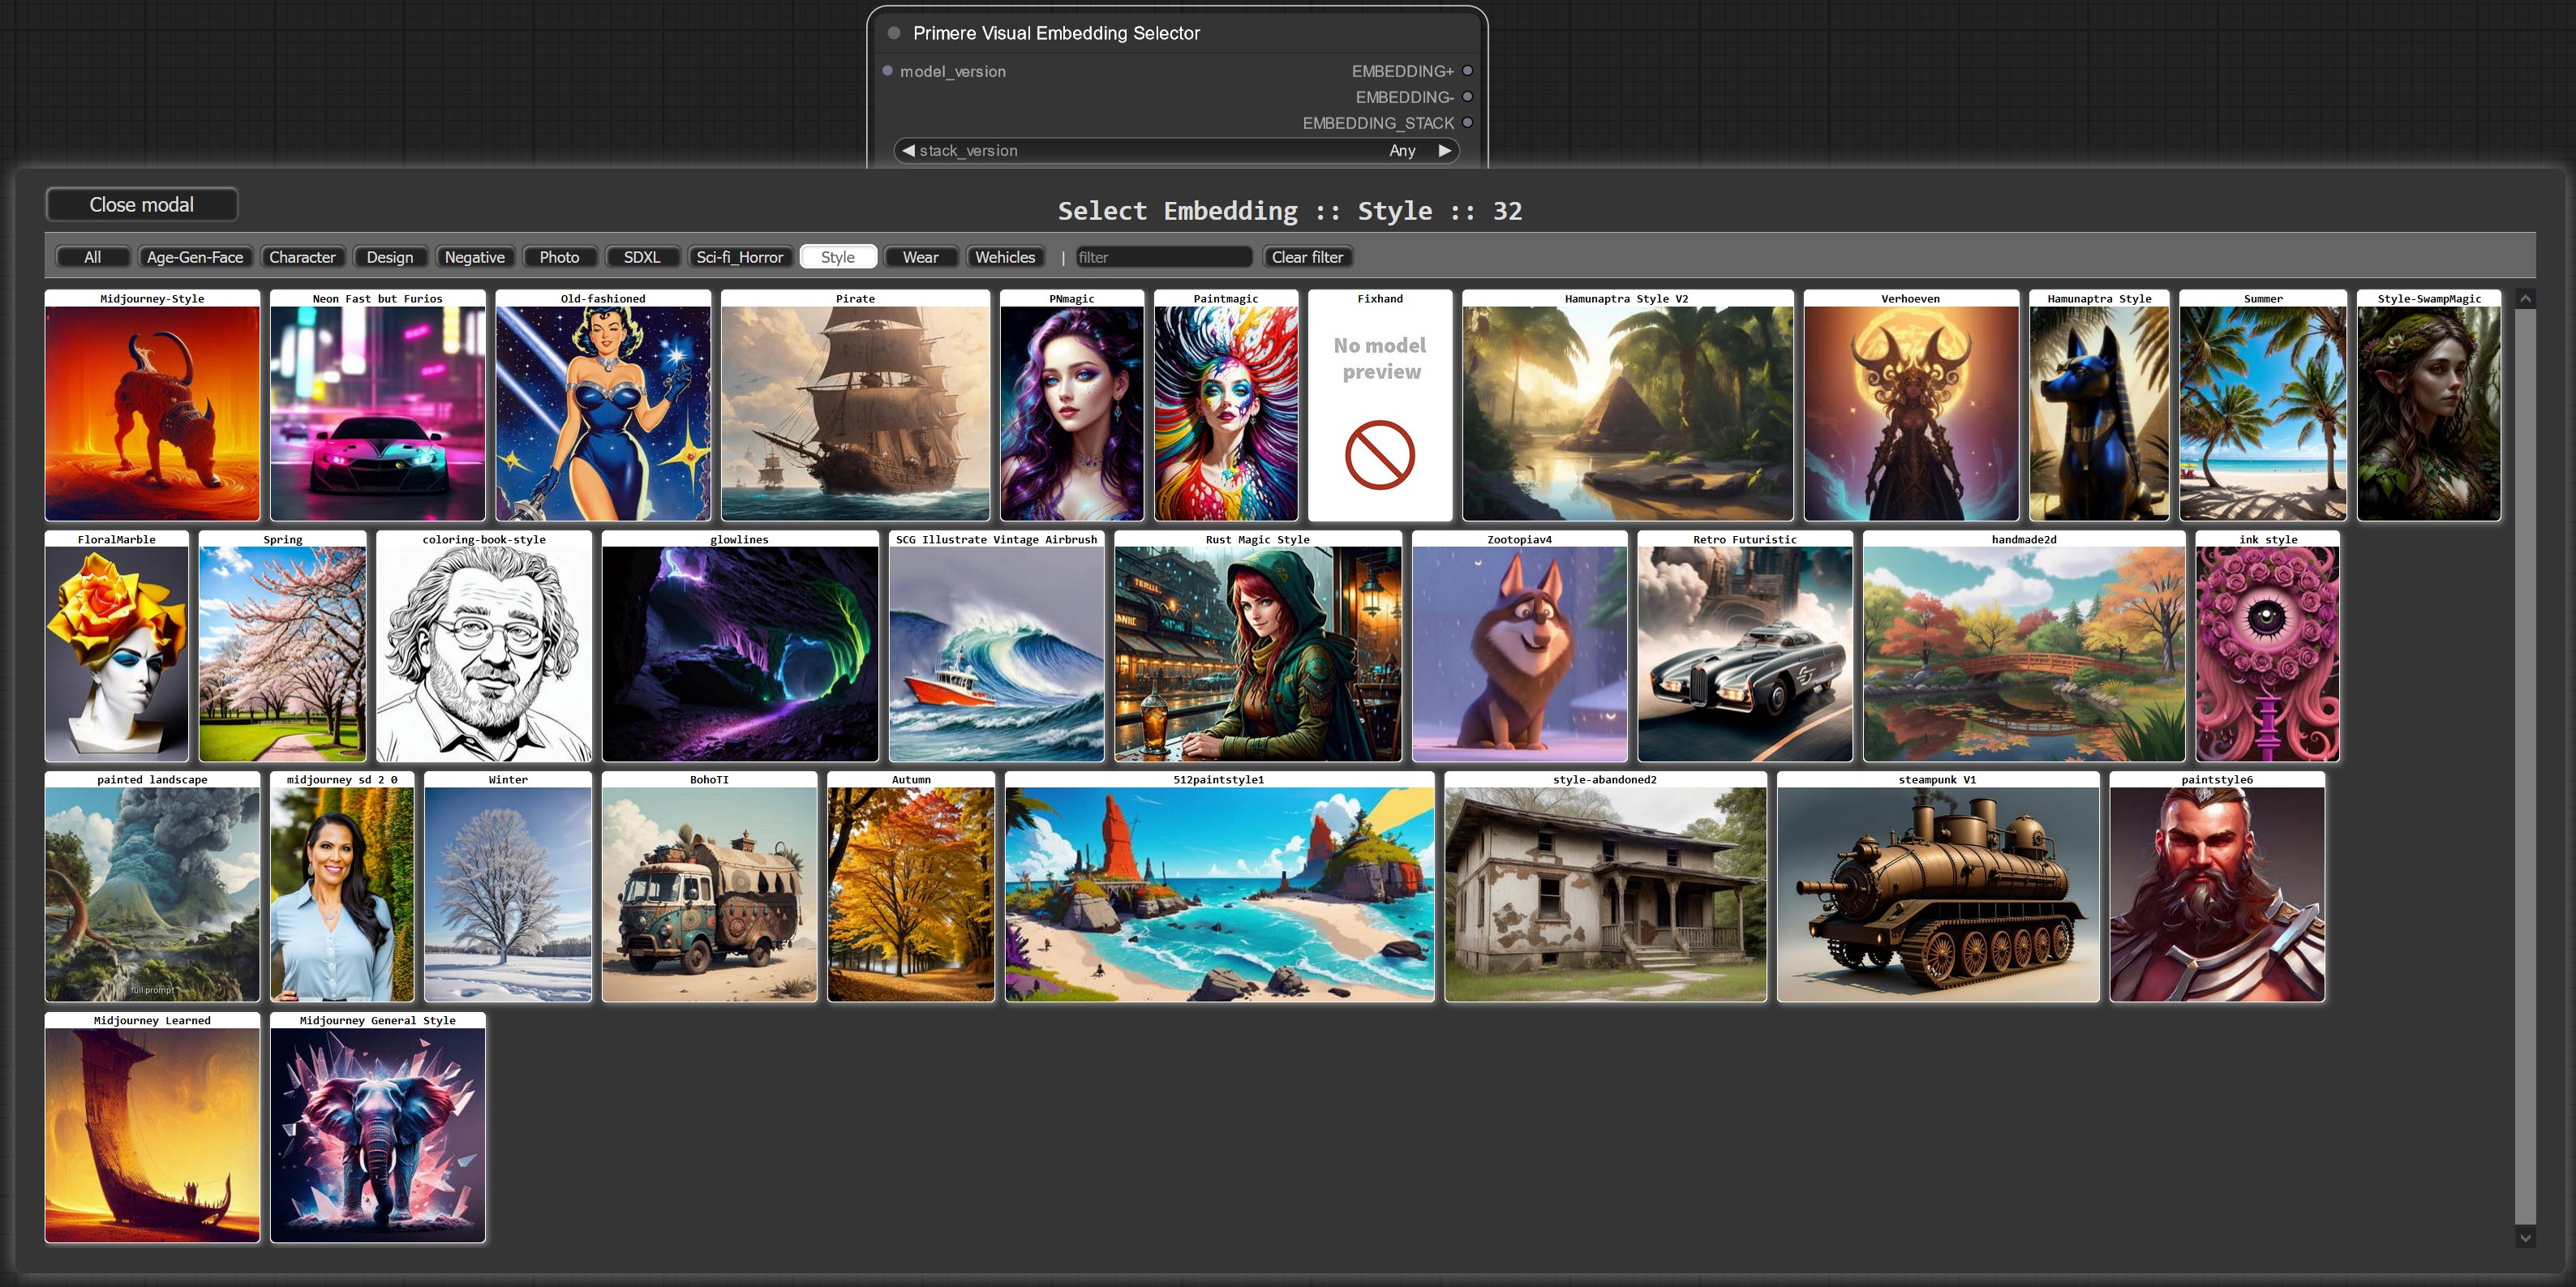 Primere Visual Embedding Selector
model_version
EMBEDDING+
EMBEDDING-
EMBEDDING_STACK
stack_version Any
Close modal
Select Embedding :: Style :: 32
All Age-Gen-Face Character Design Negative Photo SDXL Sci-fi_Horror Style Wear Wehicles | filter Clear filter
Midjourney-Style Neon Fast but Furios Old-fashioned Pirate PNmagic Paintmagic Fixhand Hamunaptra Style V2 Verhoeven Hamunaptra Style Summer Style-SwampMagic
No model
preview
FloralMarble Spring coloring-book-style glowlines SCG Illustrate Vintage Airbrush Rust Magic Style Zootopiav4 Retro Futuristic handmade2d ink style
painted landscape midjourney sd 2 0 Winter BohoTI Autumn 512paintstyle1 style-abandoned2 steampunk V1 paintstyle6
full prompt
Midjourney Learned Midjourney General Style